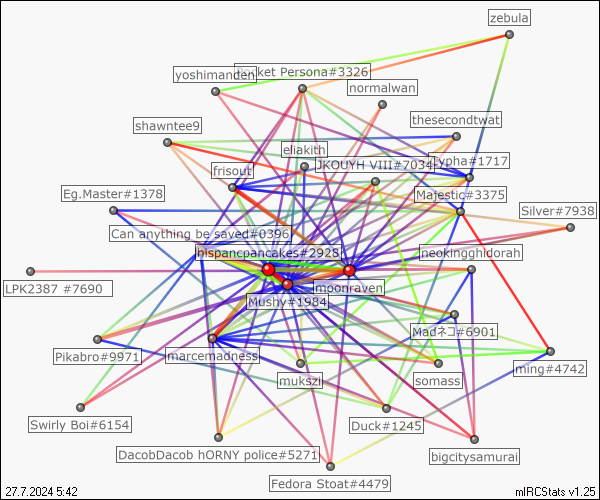 zebula
yoshimanden
Pocket Persona#3326
normalwan
thesecondtwat
shawntee9
eliakith
JKOUYH VIII#7034
Typha#1717
frisout
Majestic#3375
Eg.Master#1378
Silver#7938
Can anything be saved#0396
hispancpancakes#2928
neokingghidorah
LPK2387 #7690
moonraven
Mushy#1984
Madネコ#6901
Pikabro#9971
marcemadness
ming#4742
mukszi
somass
Swirly Boi#6154
Duck#1245
DacobDacob hORNY police#5271
bigcitysamurai
Fedora Stoat#4479
27.7.2024 5:42
mIRCStats v1.25